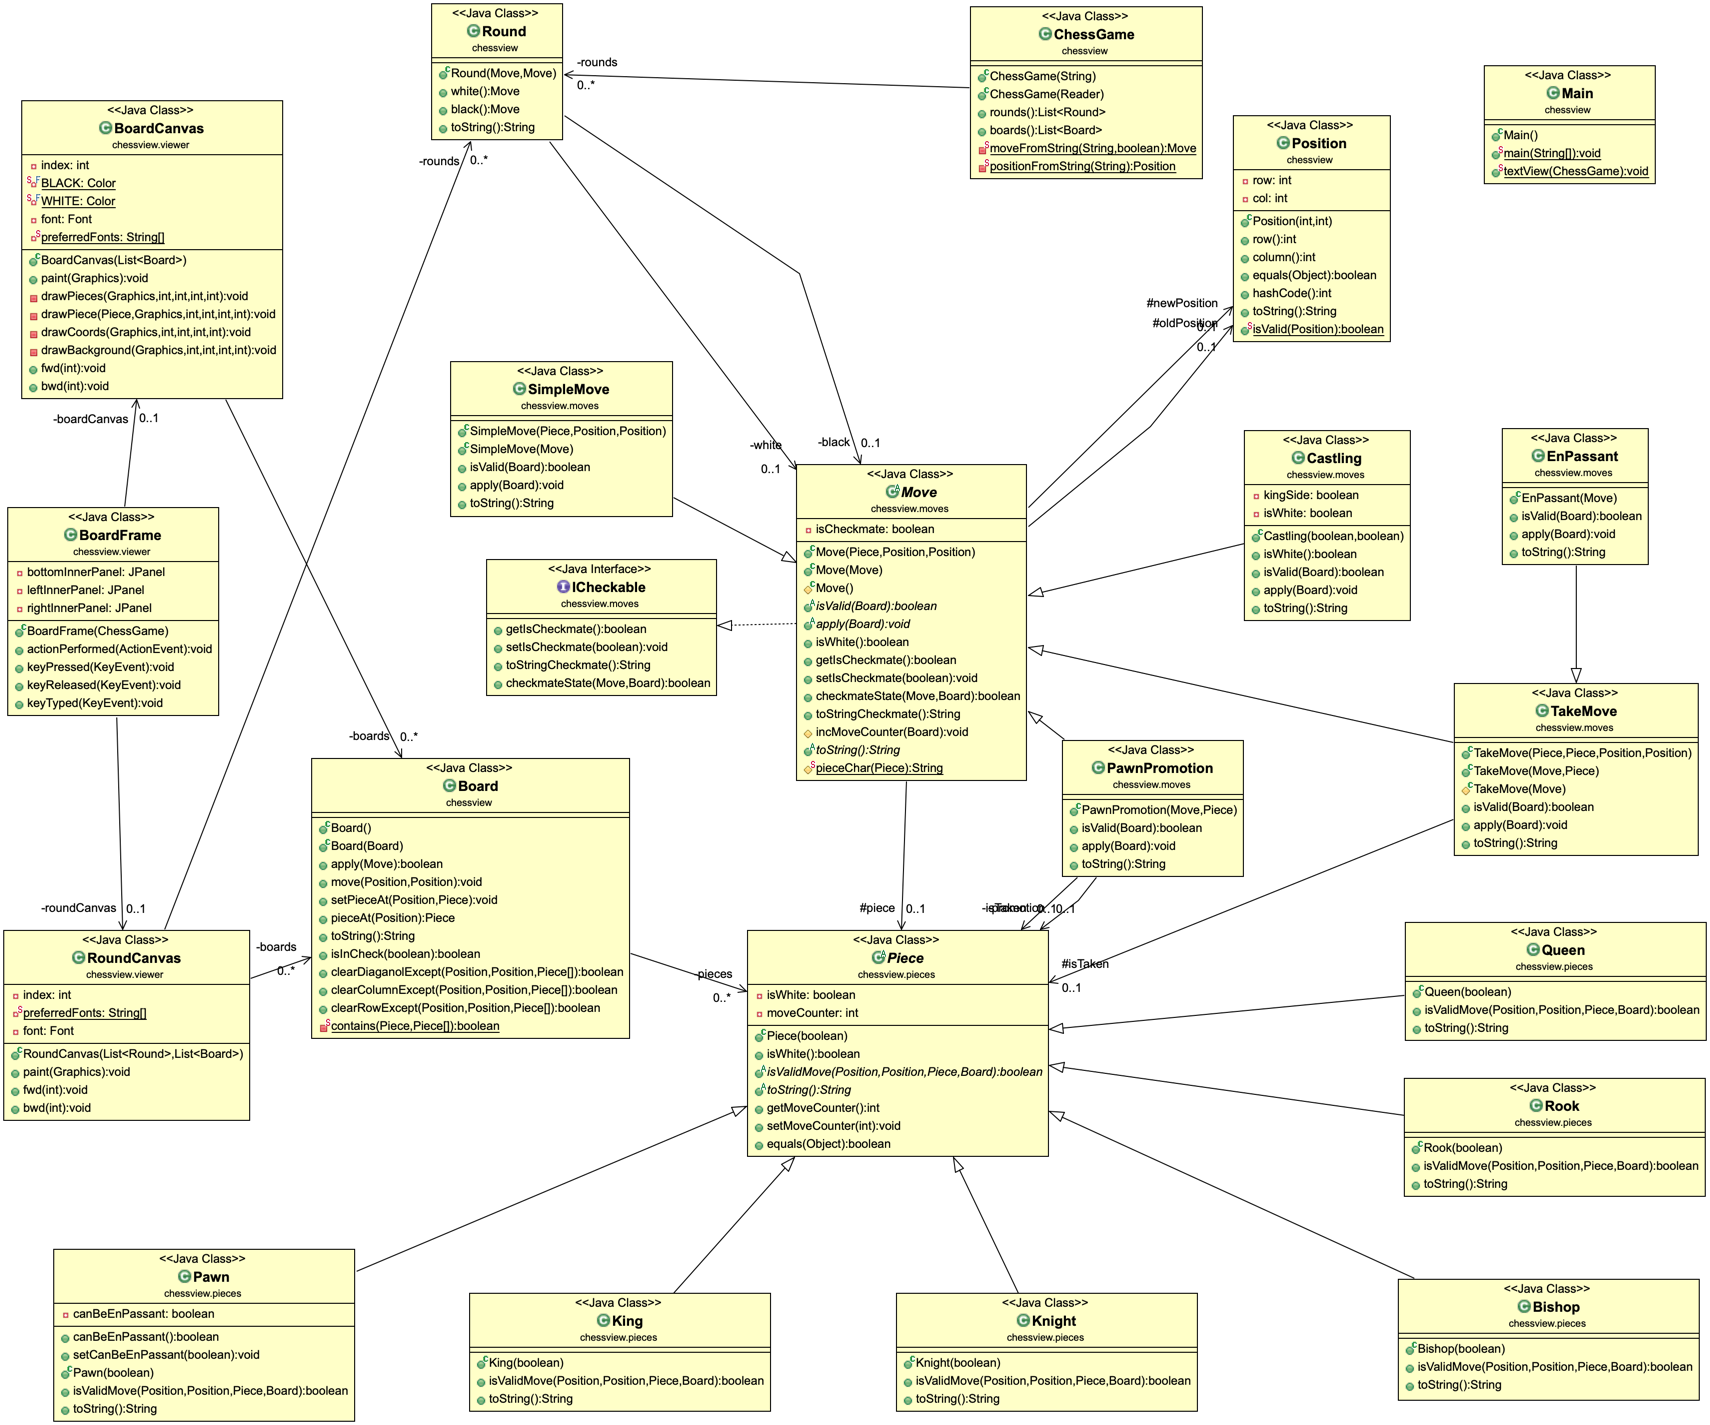 <<Java Class>>
Round
chessview
Round(Move,Move)
white():Move
black():Move
toString():String
<<Java Class>>
ChessGame
chessview
ChessGame(String)
ChessGame(Reader)
rounds():List<Round>
boards():List<Board>
moveFromString(String,boolean):Move
positionFromString(String):Position
-rounds
0..*
<<Java Class>>
Main
chessview
Main()
main(String[]):void
textView(ChessGame):void
<<Java Class>>
BoardCanvas
chessview.viewer
index: int
BLACK: Color
WHITE: Color
font: Font
preferredFonts: String[]
BoardCanvas(List<Board>)
paint(Graphics):void
drawPieces(Graphics,int,int,int,int):void
drawPiece(Piece,Graphics,int,int,int,int):void
drawCoords(Graphics,int,int,int,int):void
drawBackground(Graphics,int,int,int,int):void
fwd(int):void
bwd(int):void
-rounds
0..*
<<Java Class>>
Position
chessview
row: int
col: int
Position(int,int)
row():int
column():int
equals(Object):boolean
hashCode():int
toString():String
isValid(Position):boolean
#newPosition
0..1
#oldPosition
0..1
<<Java Class>>
SimpleMove
chessview.moves
SimpleMove(Piece,Position,Position)
SimpleMove(Move)
isValid(Board):boolean
apply(Board):void
toString():String
-boardCanvas
0..1
-white
0..1
-black
0..1
<<Java Class>>
Move
chessview.moves
isCheckmate: boolean
Move(Piece,Position,Position)
Move(Move)
Move()
isValid(Board):boolean
apply(Board):void
isWhite():boolean
getIsCheckmate():boolean
setIsCheckmate(boolean):void
checkmateState(Move,Board):boolean
toStringCheckmate():String
incMoveCounter(Board):void
toString():String
pieceChar(Piece):String
<<Java Class>>
Castling
chessview.moves
kingSide: boolean
isWhite: boolean
Castling(boolean,boolean)
isWhite():boolean
isValid(Board):boolean
apply(Board):void
toString():String
<<Java Class>>
EnPassant
chessview.moves
EnPassant(Move)
isValid(Board):boolean
apply(Board):void
toString():String
<<Java Class>>
BoardFrame
chessview.viewer
bottomInnerPanel: JPanel
leftInnerPanel: JPanel
rightInnerPanel: JPanel
BoardFrame(ChessGame)
actionPerformed(ActionEvent):void
keyPressed(KeyEvent):void
keyReleased(KeyEvent):void
keyTyped(KeyEvent):void
<<Java Interface>>
ICheckable
chessview.moves
getIsCheckmate():boolean
setIsCheckmate(boolean):void
toStringCheckmate():String
checkmateState(Move,Board):boolean
<<Java Class>>
TakeMove
chessview.moves
TakeMove(Piece,Piece,Position,Position)
TakeMove(Move,Piece)
TakeMove(Move)
isValid(Board):boolean
apply(Board):void
toString():String
-boards
0..*
<<Java Class>>
PawnPromotion
chessview.moves
PawnPromotion(Move,Piece)
isValid(Board):boolean
apply(Board):void
toString():String
<<Java Class>>
Board
chessview
Board()
Board(Board)
apply(Move):boolean
move(Position,Position):void
setPieceAt(Position,Piece):void
pieceAt(Position):Piece
toString():String
isInCheck(boolean):boolean
clearDiaganolExcept(Position,Position,Piece[]):boolean
clearColumnExcept(Position,Position,Piece[]):boolean
clearRowExcept(Position,Position,Piece[]):boolean
contains(Piece,Piece[]):boolean
-roundCanvas
0..1
#piece
0..1
0..1
<<Java Class>>
RoundCanvas
chessview.viewer
index: int
preferredFonts: String[]
font: Font
RoundCanvas(List<Round>,List<Board>)
paint(Graphics):void
fwd(int):void
bwd(int):void
-boards
0..*
-pieces
0..*
#isTaken
0..1
<<Java Class>>
Piece
chessview.pieces
isWhite: boolean
moveCounter: int
Piece(boolean)
isWhite():boolean
isValidMove(Position,Position,Piece,Board):boolean
toString():String
getMoveCounter():int
setMoveCounter(int):void
equals(Object):boolean
<<Java Class>>
Queen
chessview.pieces
Queen(boolean)
isValidMove(Position,Position,Piece,Board):boolean
toString():String
<<Java Class>>
Rook
chessview.pieces
Rook(boolean)
isValidMove(Position,Position,Piece,Board):boolean
toString():String
<<Java Class>>
Pawn
chessview.pieces
canBeEnPassant: boolean
canBeEnPassant():boolean
setCanBeEnPassant(boolean):void
Pawn(boolean)
isValidMove(Position,Position,Piece,Board):boolean
toString():String
<<Java Class>>
King
chessview.pieces
King(boolean)
isValidMove(Position,Position,Piece,Board):boolean
toString():String
<<Java Class>>
Knight
chessview.pieces
Knight(boolean)
isValidMove(Position,Position,Piece,Board):boolean
toString():String
<<Java Class>>
Bishop
chessview.pieces
Bishop(boolean)
isValidMove(Position,Position,Piece,Board):boolean
toString():String